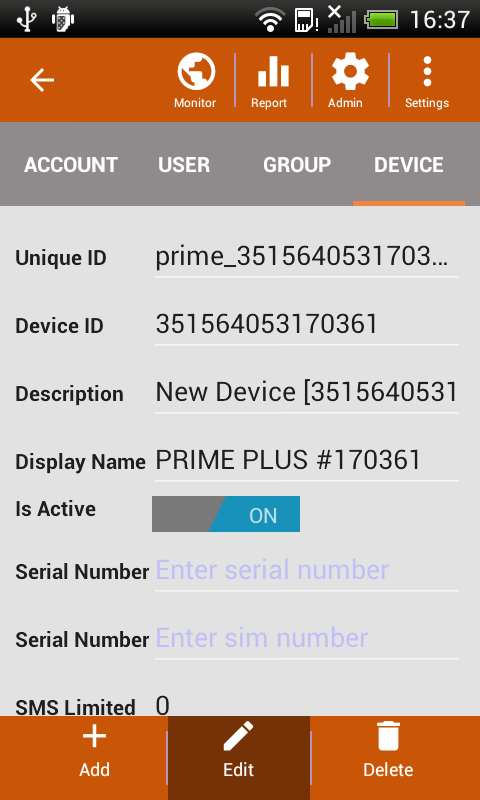 16:37
Monitor Report Admin Settings
ACCOUNT USER GROUP DEVICE
Unique ID prime_3515640531703...
Device ID 351564053170361
Description New Device [3515640531
Display Name PRIME PLUS #170361
Is Active ON
Serial Number Enter serial number
Serial Number Enter sim number
SMS Limited 0
Add Edit Delete